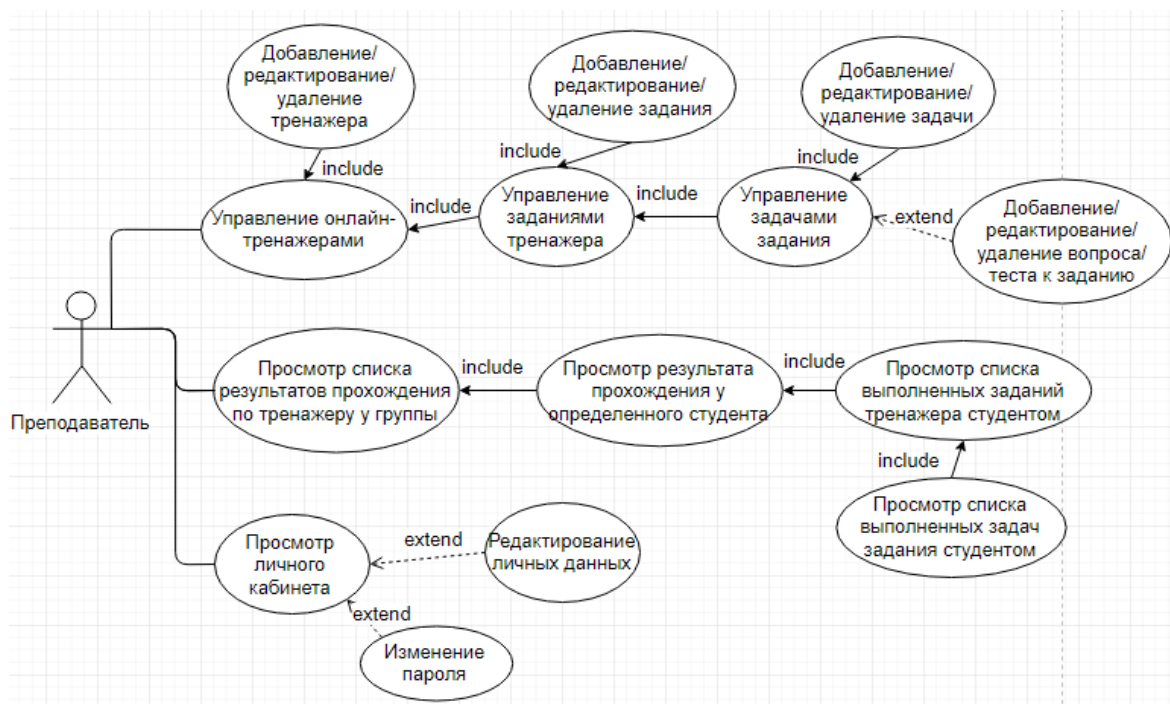 Добавление/
редактирование/
удаление
тренажера
Добавление/
редактирование/
удаление задания
Добавление/
редактирование/
удаление задачи
include
include
include
Управление онлайн-
тренажерами
include
Управление
заданиями
тренажера
include
Управление
задачами
задания
extend
Добавление/
редактирование/
удаление вопроса/
теста к заданию
Преподаватель
Просмотр списка
результатов прохождения
по тренажеру у группы
include
Просмотр результата
прохождения у
определенного студента
include
Просмотр списка
выполненных заданий
тренажера студентом
include
Просмотр списка
выполненных задач
задания студентом
Просмотр
личного
кабинета
extend
Редактирование
личных данных
extend
Изменение
пароля